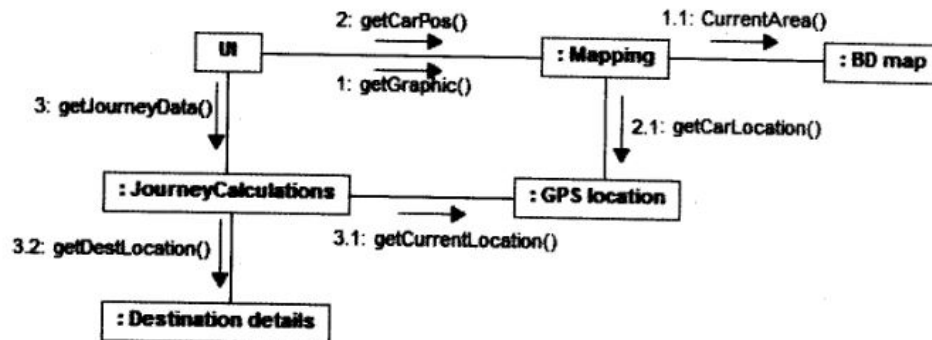 2: getCarPos()
1.1: CurrentArea()
UI
: Mapping
: BD map
1: getGraphic()
3: getJourneyData()
2.1: getCarLocation()
: JourneyCalculations
: GPS location
3.1: getCurrentLocation()
3.2: getDestLocation()
: Destination details